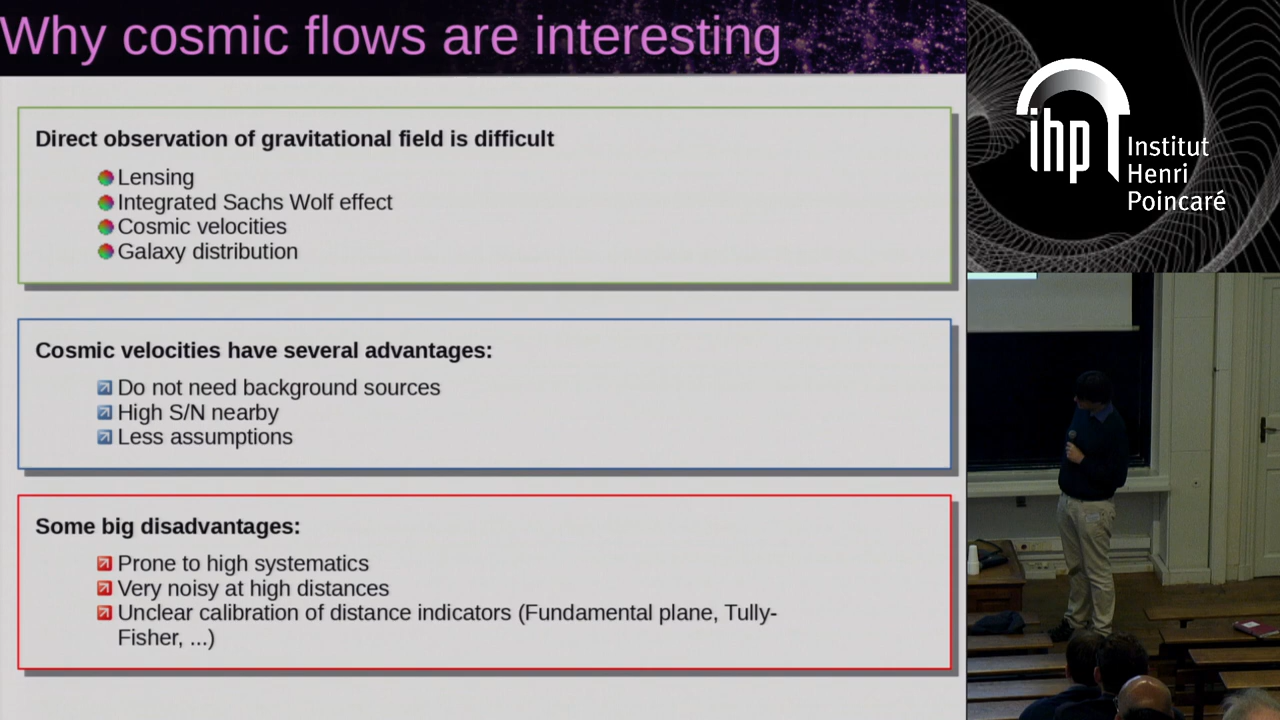 Why cosmic flows are interesting
Direct observation of gravitational field is difficult
Lensing
Integrated Sachs Wolf effect
Cosmic velocities
Galaxy distribution
Cosmic velocities have several advantages:
Do not need background sources
High S/N nearby
Less assumptions
Some big disadvantages:
Prone to high systematics
Very noisy at high distances
Unclear calibration of distance indicators (Fundamental plane, Tully-
Fisher, ...)
ihp
Institut
Henri
Poincaré